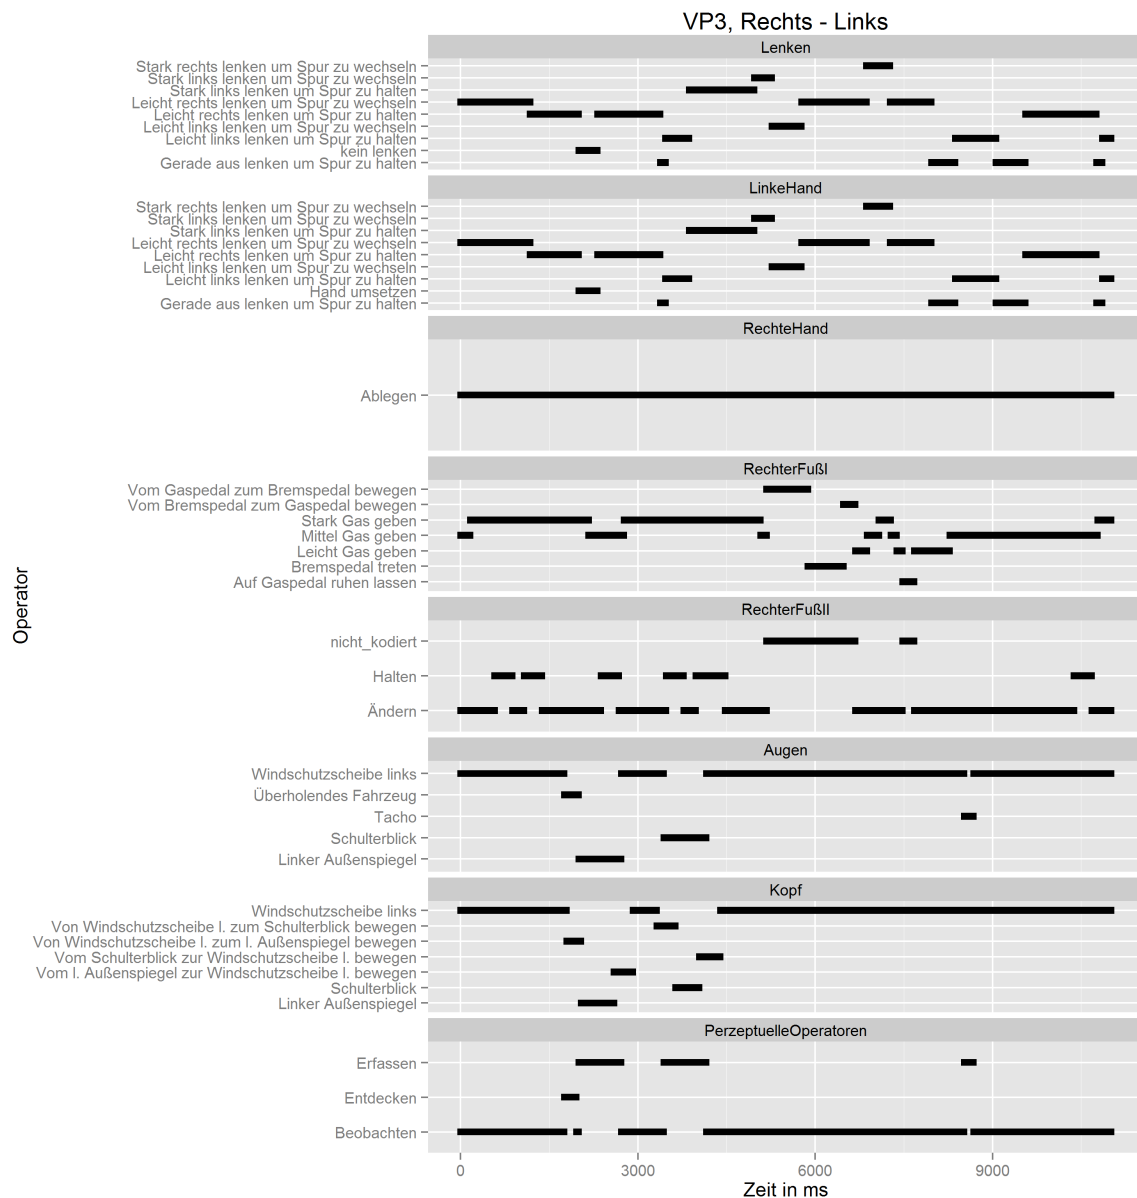 VP3, Rechts - Links
Lenken
Stark rechts lenken um Spur zu wechseln
Stark links lenken um Spur zu wechseln
Stark links lenken um Spur zu halten
Leicht rechts lenken um Spur zu wechseln
Leicht rechts lenken um Spur zu halten
Leicht links lenken um Spur zu wechseln
Leicht links lenken um Spur zu halten
kein lenken
Gerade aus lenken um Spur zu halten
LinkeHand
Stark rechts lenken um Spur zu wechseln
Stark links lenken um Spur zu wechseln
Stark links lenken um Spur zu halten
Leicht rechts lenken um Spur zu wechseln
Leicht rechts lenken um Spur zu halten
Leicht links lenken um Spur zu wechseln
Leicht links lenken um Spur zu halten
Hand umsetzen
Gerade aus lenken um Spur zu halten
RechteHand
Ablegen
RechterFußI
Vom Gaspedal zum Bremspedal bewegen
Vom Bremspedal zum Gaspedal bewegen
Stark Gas geben
Mittel Gas geben
Leicht Gas geben
Bremspedal treten
Auf Gaspedal ruhen lassen
Operator
RechterFußII
nicht_kodiert
Halten
Ändern
Augen
Windschutzscheibe links
Überholendes Fahrzeug
Tacho
Schulterblick
Linker Außenspiegel
Kopf
Windschutzscheibe links
Von Windschutzscheibe l. zum Schulterblick bewegen
Von Windschutzscheibe l. zum l. Außenspiegel bewegen
Vom Schulterblick zur Windschutzscheibe l. bewegen
Vom l. Außenspiegel zur Windschutzscheibe l. bewegen
Schulterblick
Linker Außenspiegel
PerzeptuelleOperatoren
Erfassen
Entdecken
Beobachten
0 3000 6000 9000
Zeit in ms